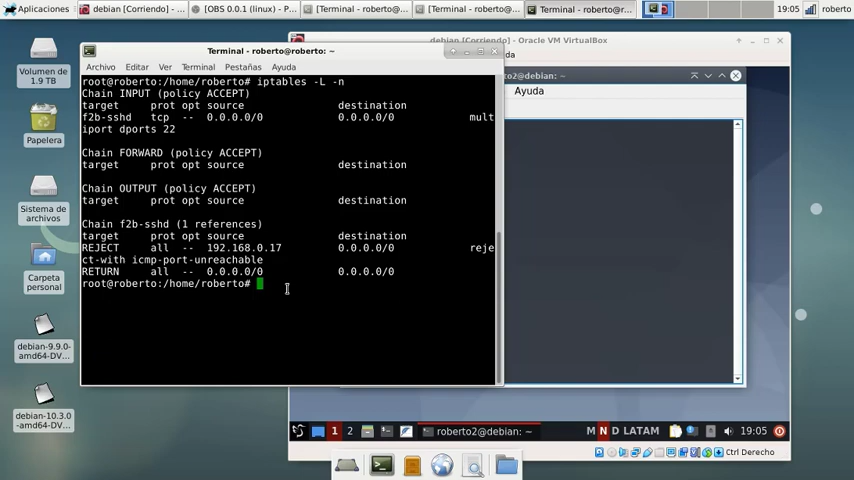 Aplicaciones
debian [Corriendo] - O...
[OBS 0.0.1 (linux) - P...
[Terminal - roberto@...
[Terminal - roberto@...
Terminal - roberto@r...
19:05
roberto
Volumen de
1.9 TB
Papelera
Sistema de
archivos
Carpeta
personal
debian-9.9.0-
amd64-DV...
debian-10.3.0
-amd64-DV...
Terminal - roberto@roberto: ~
Archivo Editar Ver Terminal Pestañas Ayuda
root@roberto:/home/roberto# iptables -L -n
Chain INPUT (policy ACCEPT)
target prot opt source destination
f2b-sshd tcp -- 0.0.0.0/0 0.0.0.0/0 mult
iport dports 22
Chain FORWARD (policy ACCEPT)
target prot opt source destination
Chain OUTPUT (policy ACCEPT)
target prot opt source destination
Chain f2b-sshd (1 references)
target prot opt source destination
REJECT all -- 192.168.0.17 0.0.0.0/0 reje
ct-with icmp-port-unreachable
RETURN all -- 0.0.0.0/0 0.0.0.0/0
root@roberto:/home/roberto#
debian [Corriendo] - Oracle VM VirtualBox
da
oberto2@debian: ~
Ayuda
1 2 roberto2@debian: ~ M N D LATAM 19:05
Ctrl Derecho